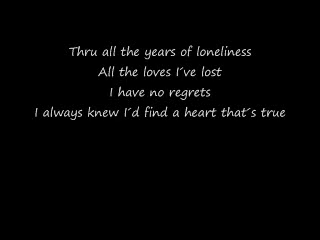 Thru all the years of loneliness
All the loves I´ve lost
I have no regrets
I always knew I´d find a heart that´s true